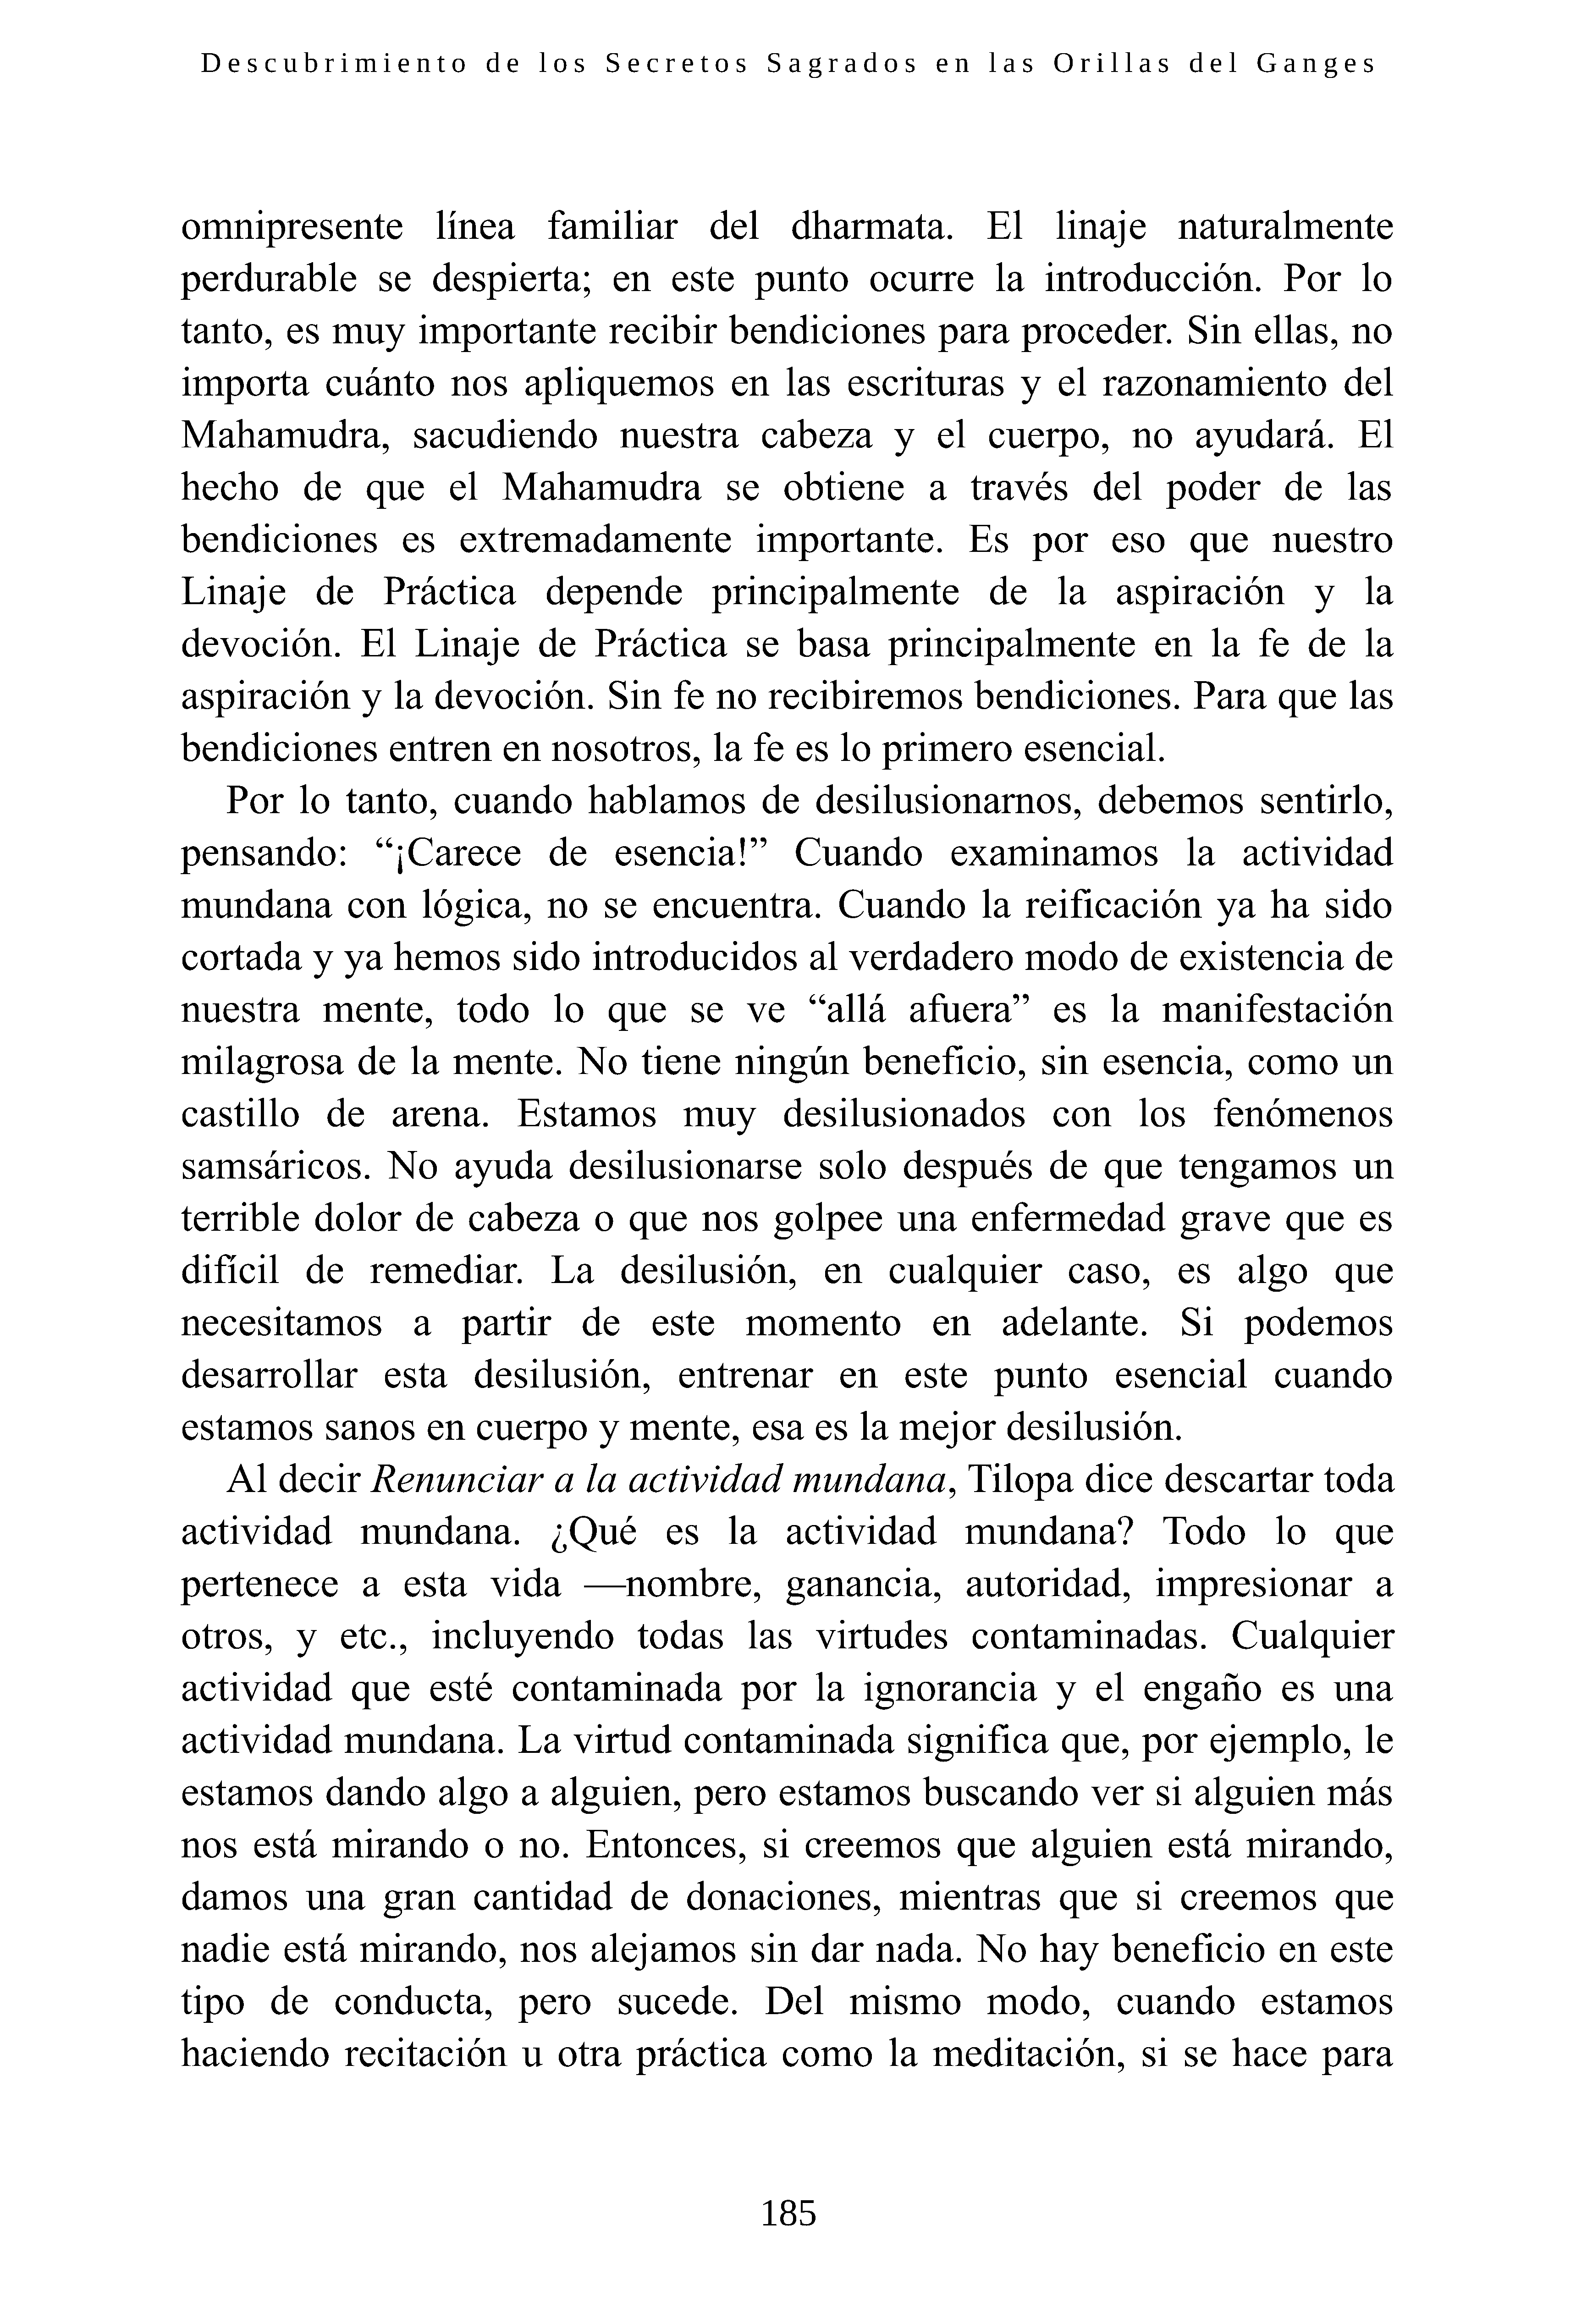 Descubrimiento de los Secretos Sagrados en las Orillas del Ganges
omnipresente línea familiar del dharmata. El linaje naturalmente
perdurable se despierta; en este punto ocurre la introducción. Por lo
tanto, es muy importante recibir bendiciones para proceder. Sin ellas, no
importa cuánto nos apliquemos en las escrituras y el razonamiento del
Mahamudra, sacudiendo nuestra cabeza y el cuerpo, no ayudará. El
hecho de que el Mahamudra se obtiene a través del poder de las
bendiciones es extremadamente importante. Es por eso que nuestro
Linaje de Práctica depende principalmente de la aspiración y la
devoción. El Linaje de Práctica se basa principalmente en la fe de la
aspiración y la devoción. Sin fe no recibiremos bendiciones. Para que las
bendiciones entren en nosotros, la fe es lo primero esencial.
Por lo tanto, cuando hablamos de desilusionarnos, debemos sentirlo,
pensando: “¡Carece de esencia!” Cuando examinamos la actividad
mundana con lógica, no se encuentra. Cuando la reificación ya ha sido
cortada y ya hemos sido introducidos al verdadero modo de existencia de
nuestra mente, todo lo que se ve “allá afuera” es la manifestación
milagrosa de la mente. No tiene ningún beneficio, sin esencia, como un
castillo de arena. Estamos muy desilusionados con los fenómenos
samsáricos. No ayuda desilusionarse solo después de que tengamos un
terrible dolor de cabeza o que nos golpee una enfermedad grave que es
difícil de remediar. La desilusión, en cualquier caso, es algo que
necesitamos a partir de este momento en adelante. Si podemos
desarrollar esta desilusión, entrenar en este punto esencial cuando
estamos sanos en cuerpo y mente, esa es la mejor desilusión.
Al decir Renunciar a la actividad mundana, Tilopa dice descartar toda
actividad mundana. ¿Qué es la actividad mundana? Todo lo que
pertenece a esta vida —nombre, ganancia, autoridad, impresionar a
otros, y etc., incluyendo todas las virtudes contaminadas. Cualquier
actividad que esté contaminada por la ignorancia y el engaño es una
actividad mundana. La virtud contaminada significa que, por ejemplo, le
estamos dando algo a alguien, pero estamos buscando ver si alguien más
nos está mirando o no. Entonces, si creemos que alguien está mirando,
damos una gran cantidad de donaciones, mientras que si creemos que
nadie está mirando, nos alejamos sin dar nada. No hay beneficio en este
tipo de conducta, pero sucede. Del mismo modo, cuando estamos
haciendo recitación u otra práctica como la meditación, si se hace para
185